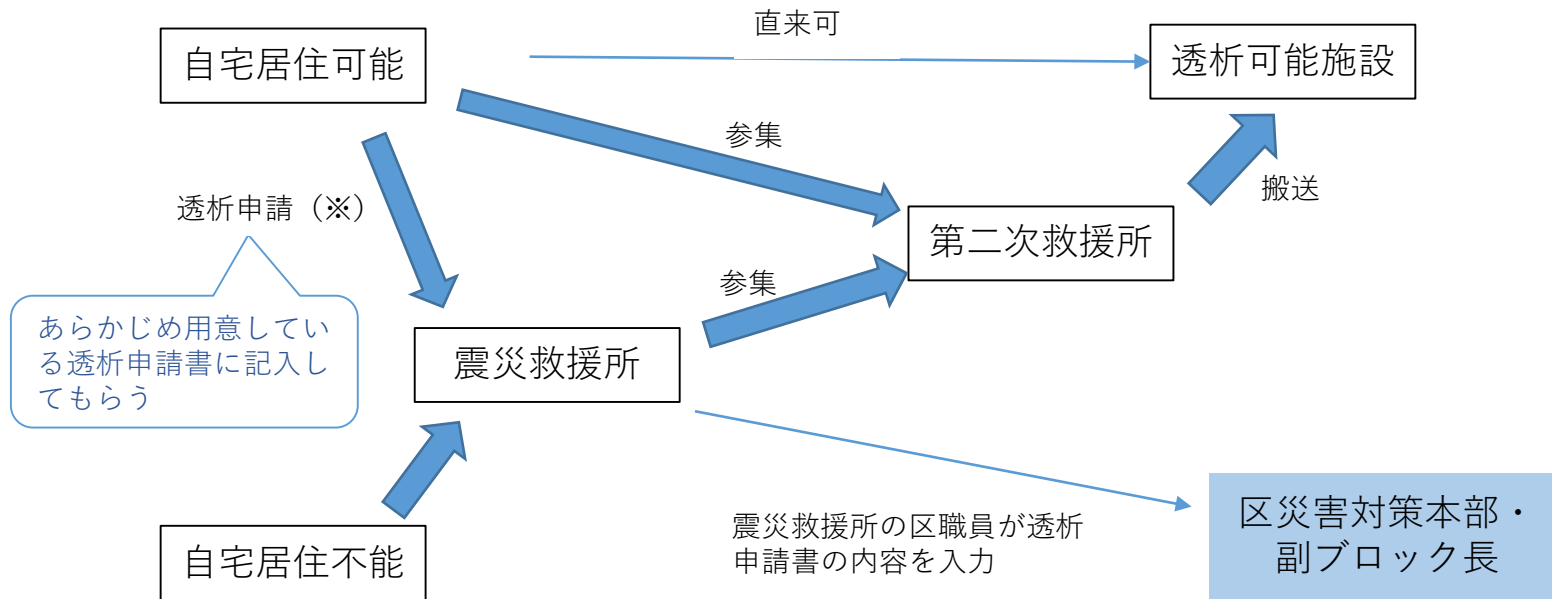 直来可
自宅居住可能
透析可能施設
参集
搬送
透析申請（※）
第二次救援所
参集
あらかじめ用意してい
る透析申請書に記入し
てもらう
震災救援所
区災害対策本部・
副ブロック長
震災救援所の区職員が透析
申請書の内容を入力
自宅居住不能